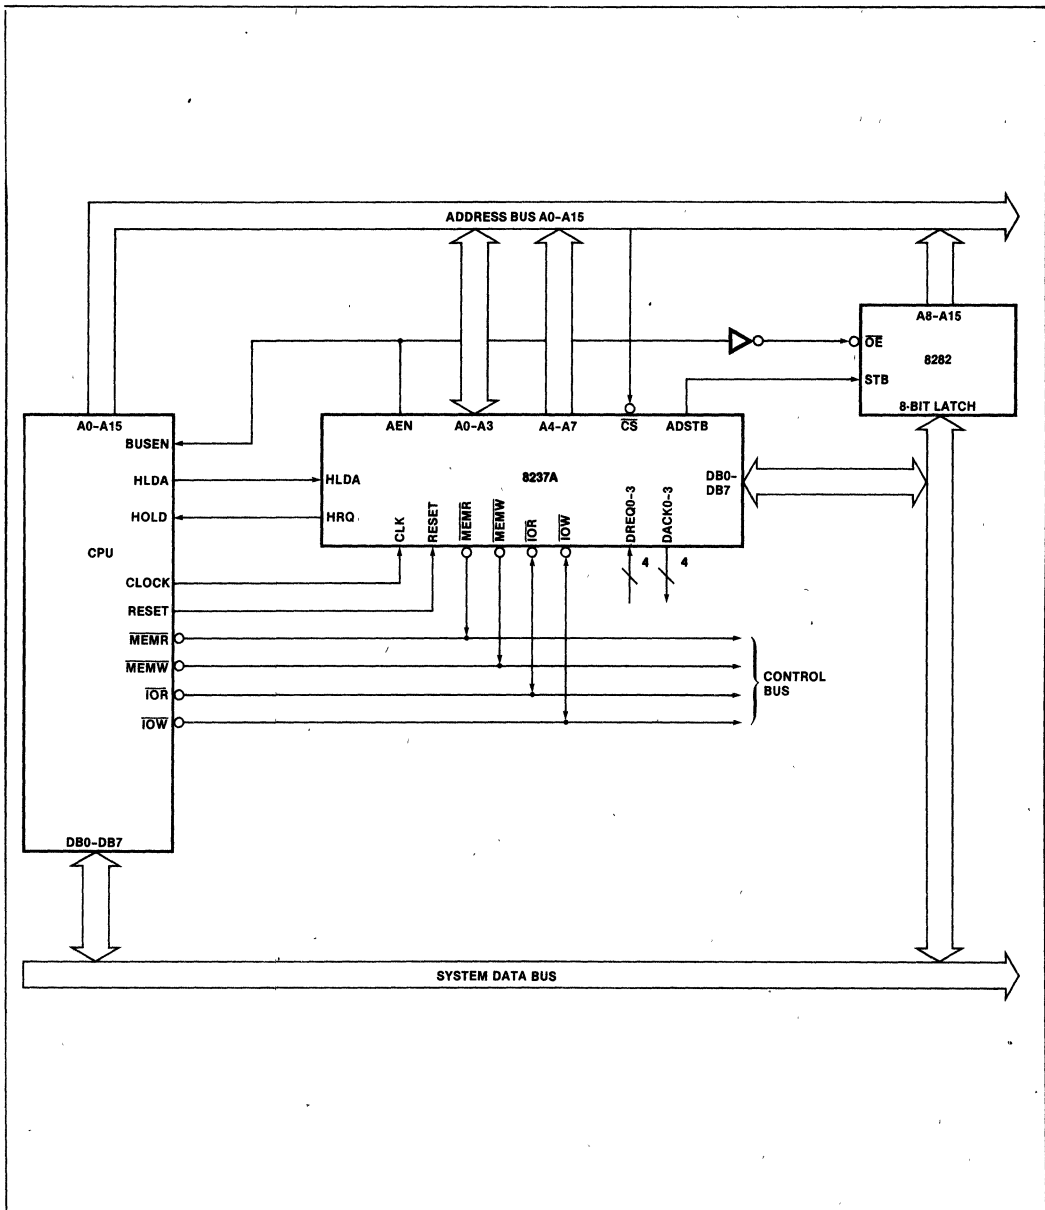 ADDRESS BUS A0-A15
A8-A15
OE
8282
STB
8-BIT LATCH
A0-A15
BUSEN
HLDA
HOLD
CPU
CLOCK
RESET
MEMR
MEMW
IOR
IOW
DB0-DB7
AEN
A0-A3
A4-A7
CS
ADSTB
HLDA
8237A
DB0-
DB7
HRQ
CLK
RESET
MEMR
MEMW
IOR
IOW
DREQ0-3
DACK0-3
4
4
CONTROL
BUS
SYSTEM DATA BUS